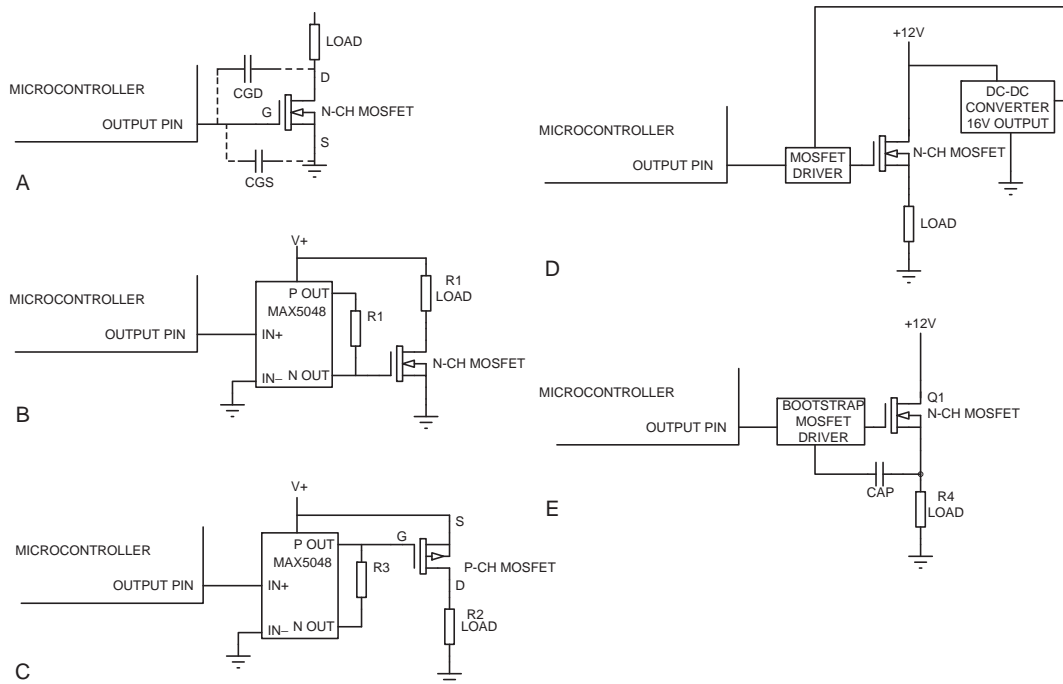 LOAD
D
CGD
MICROCONTROLLER
G
N-CH MOSFET
OUTPUT PIN
S
CGS
A
V+
R1
LOAD
P OUT
MAX5048
MICROCONTROLLER
R1
OUTPUT PIN
IN+
N-CH MOSFET
IN–
N OUT
B
V+
S
G
P OUT
MAX5048
MICROCONTROLLER
R3
P-CH MOSFET
OUTPUT PIN
IN+
D
R2
LOAD
IN–
N OUT
C
+12V
DC-DC
CONVERTER
16V OUTPUT
MICROCONTROLLER
N-CH MOSFET
OUTPUT PIN
MOSFET
DRIVER
LOAD
D
+12V
Q1
MICROCONTROLLER
N-CH MOSFET
BOOTSTRAP
MOSFET
DRIVER
OUTPUT PIN
CAP
R4
LOAD
E